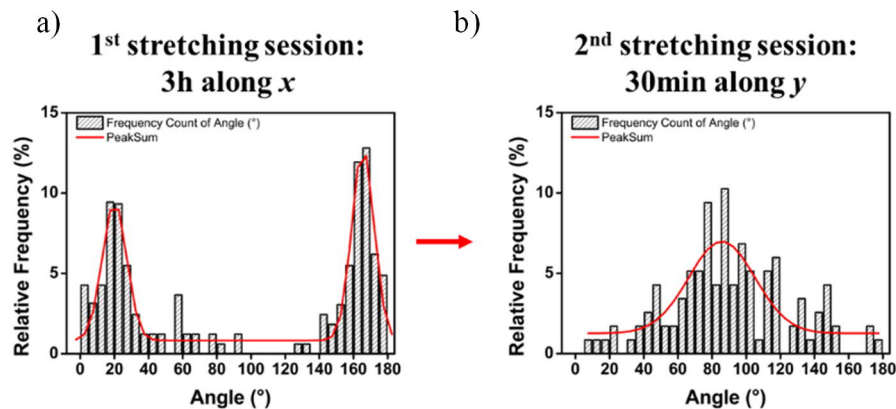 a)
1st stretching session:
3h along x
15
10
5
0
Relative Frequency (%)
Frequency Count of Angle (°)
PeakSum
0 20 40 60 80 100 120 140 160 180
Angle (°)
b)
2nd stretching session:
30min along y
15
10
5
0
Relative Frequency (%)
Frequency Count of Angle (°)
PeakSum
0 20 40 60 80 100 120 140 160 180
Angle (°)